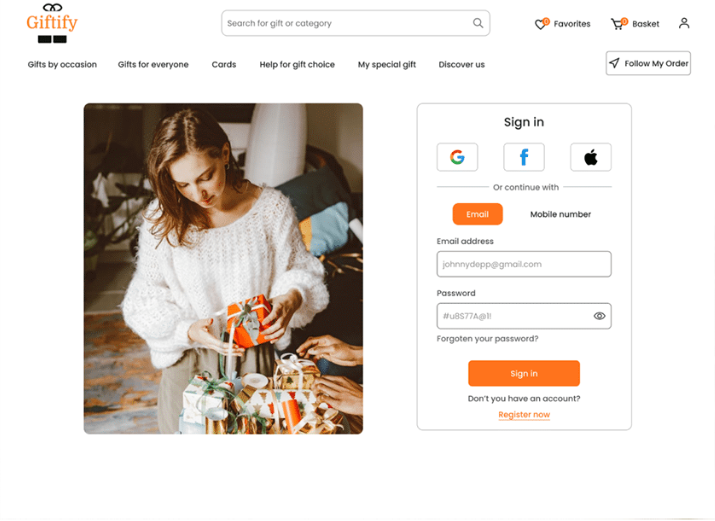 Giftify
Search for gift or category
0 Favorites
0 Basket
Gifts by occasion Gifts for everyone Cards Help for gift choice My special gift Discover us
Follow My Order
Sign in
Or continue with
Email Mobile number
Email address
johnnydepp@gmail.com
Password
#u8S77A@1!
Forgoten your password?
Sign in
Don't you have an account?
Register now